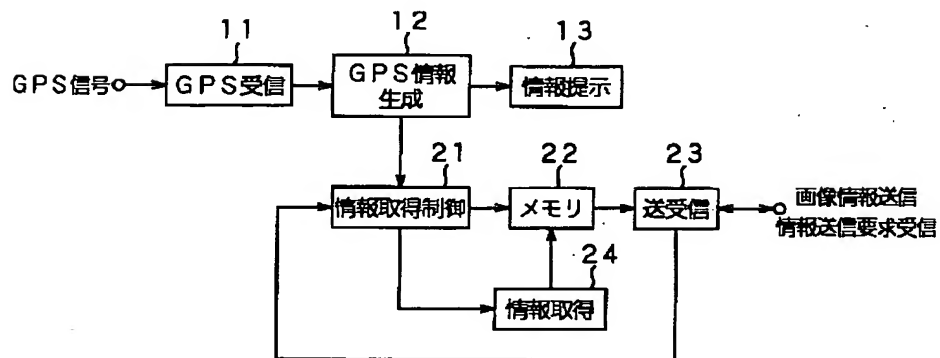 11
12
13
GPS信号
GPS受信
GPS情報
生成
情報提示
21
22
23
情報取得制御
メモリ
送受信
画像情報送信
情報送信要求受信
24
情報取得